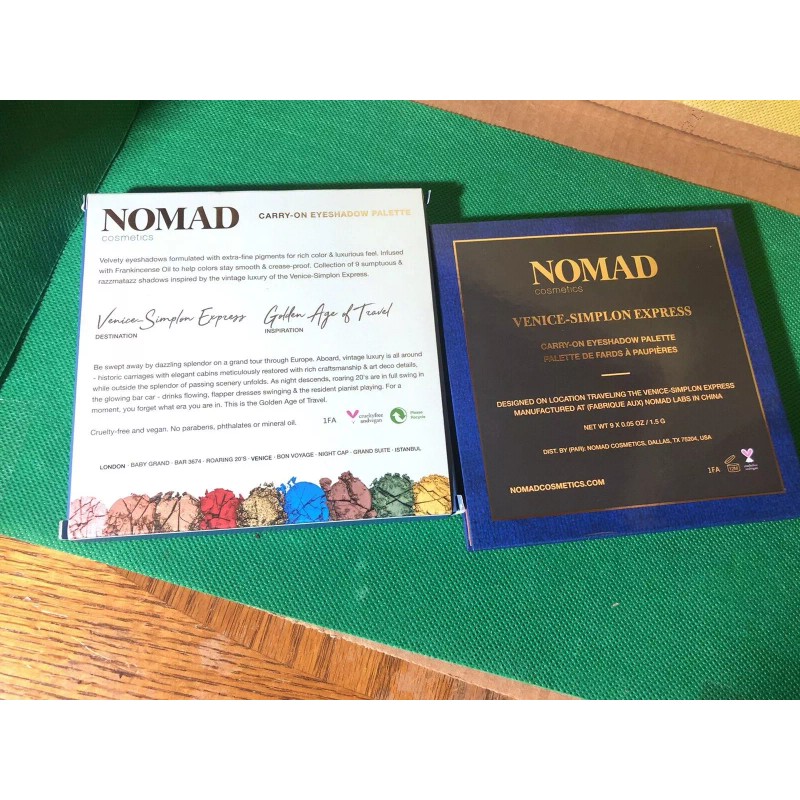 NOMAD
cosmetics
CARRY-ON EYESHADOW PALETTE
Velvety eyeshadows formulated with extra-fine pigments for rich color & luxurious feel. Infused
with Frankincense Oil to help colors stay smooth & crease-proof. Collection of 9 sumptuous &
razzmatazz shadows inspired by the vintage luxury of the Venice-Simplon Express.
Venice-Simplon Express
DESTINATION
Golden Age of Travel
INSPIRATION
Be swept away by dazzling splendor on a grand tour through Europe. Aboard, vintage luxury is all around
- historic carriages with elegant cabins meticulously restored with rich craftsmanship & art deco details,
while outside the splendor of passing scenery unfolds. As night descends, roaring 20's are in full swing in
the glowing bar car - drinks flowing, flapper dresses swinging & the resident pianist playing. For a
moment, you forget what era you are in. This is the Golden Age of Travel.
Cruelty-free and vegan. No parabens, phthalates or mineral oil.
1FA
crueltyfree
andvegan
Please
Recycle
LONDON · BABY GRAND · BAR 3674 · ROARING 20'S · VENICE · BON VOYAGE · NIGHT CAP · GRAND SUITE · ISTANBUL
NOMAD
cosmetics
VENICE-SIMPLON EXPRESS
CARRY-ON EYESHADOW PALETTE
PALETTE DE FARDS À PAUPIÈRES
DESIGNED ON LOCATION TRAVELING THE VENICE-SIMPLON EXPRESS
MANUFACTURED AT (FABRIQUE AUX) NOMAD LABS IN CHINA
NET WT 9 X 0.05 OZ / 1.5 G
DIST. BY (PAR): NOMAD COSMETICS, DALLAS, TX 75204, USA
1FA
12M
crueltyfree
andvegan
NOMADCOSMETICS.COM